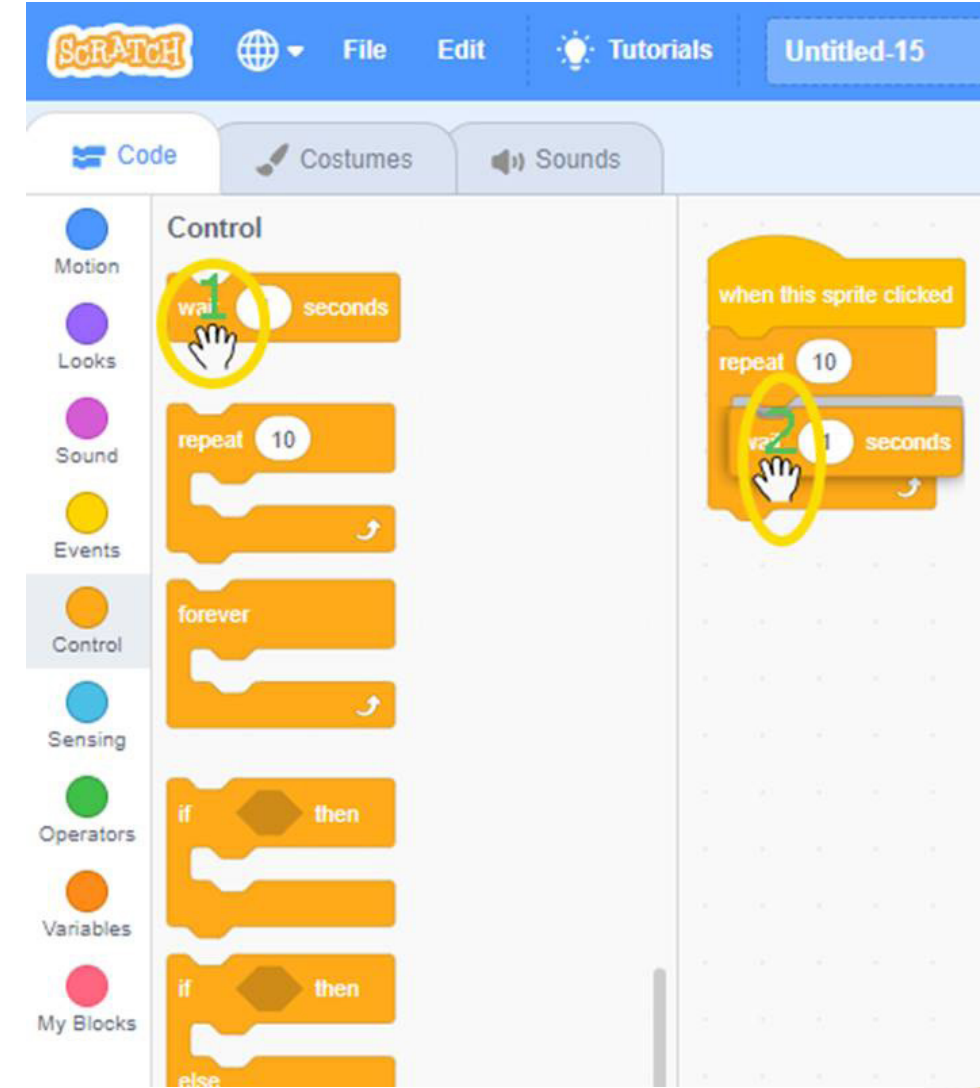 SCRATCH File Edit Tutorials Untitled-15
Code Costumes Sounds
Motion
Looks
Sound
Events
Control
Sensing
Operators
Variables
My Blocks
Control
1
wait seconds
repeat 10
forever
if then
if then
else
when this sprite clicked
repeat 10
2
wait 1 seconds